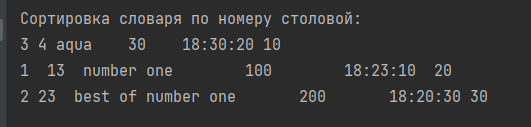 Сортировка словаря по номеру столовой:
3 4 aqua    30    18:30:20 10
1  13  number one        100        18:23:10  20
2 23  best of number one       200       18:20:30 30